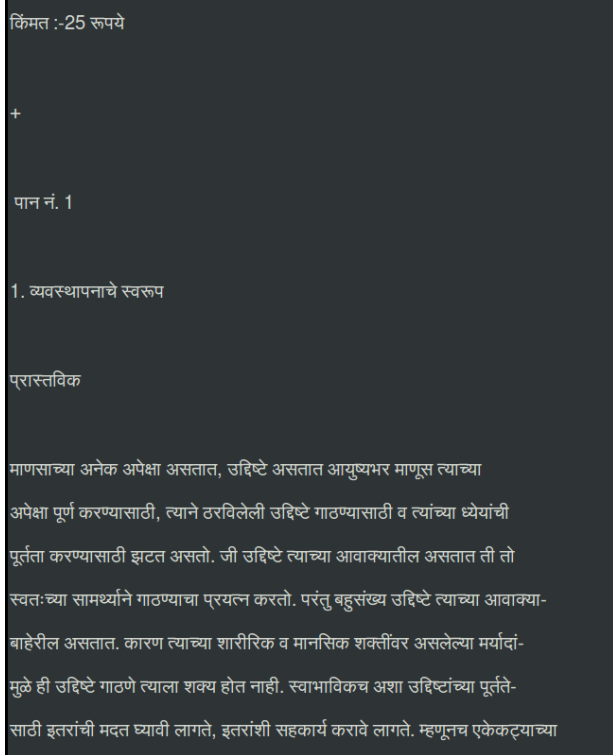 किंमत :-25 रूपये
+
पान नं. 1
1. व्यवस्थापनाचे स्वरूप
प्रास्तविक
माणसाच्या अनेक अपेक्षा असतात, उद्दिष्टे असतात आयुष्यभर माणूस त्याच्या
अपेक्षा पूर्ण करण्यासाठी, त्याने ठरविलेली उद्दिष्टे गाठण्यासाठी व त्यांच्या ध्येयांची
पूर्तता करण्यासाठी झटत असतो. जी उद्दिष्टे त्याच्या आवाक्यातील असतात ती तो
स्वतःच्या सामर्थ्याने गाठण्याचा प्रयत्न करतो. परंतु बहुसंख्य उद्दिष्टे त्याच्या आवाक्या-
बाहेरील असतात. कारण त्याच्या शारीरिक व मानसिक शक्तींवर असलेल्या मर्यादां-
मुळे ही उद्दिष्टे गाठणे त्याला शक्य होत नाही. स्वाभाविकच अशा उद्दिष्टांच्या पूर्तते-
साठी इतरांची मदत घ्यावी लागते, इतरांशी सहकार्य करावे लागते. म्हणूनच एकेकट्याच्या